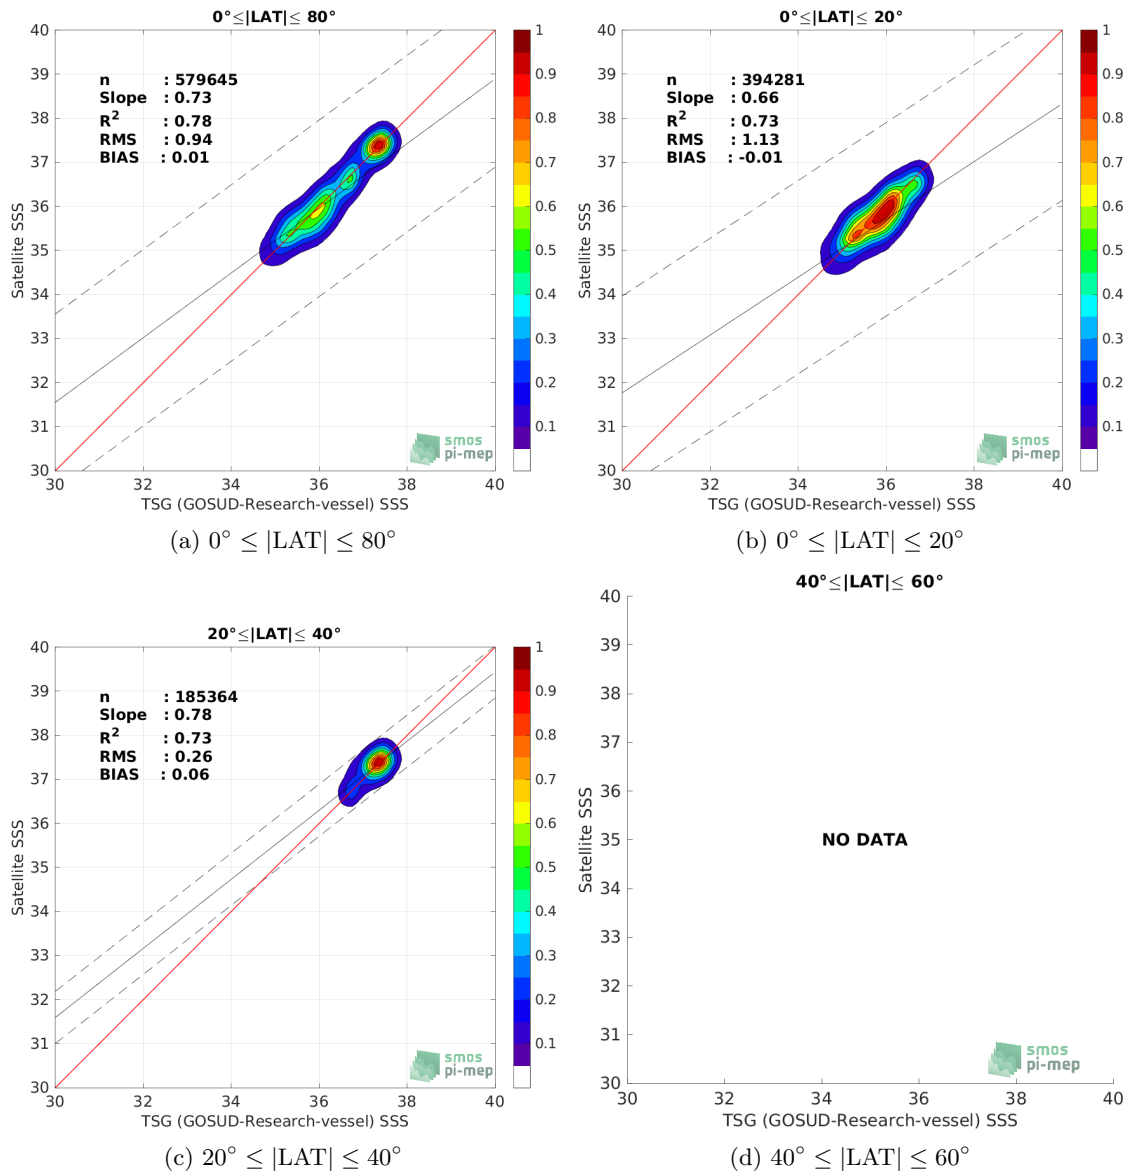 0°≤|LAT|≤ 80°
40
39
38
37
36
35
34
33
32
31
30
Satellite SSS
n : 579645
Slope : 0.73
R² : 0.78
RMS : 0.94
BIAS : 0.01
1
0.9
0.8
0.7
0.6
0.5
0.4
0.3
0.2
0.1
smos
pi-mep
30 32 34 36 38 40
TSG (GOSUD-Research-vessel) SSS
(a) 0° ≤ |LAT| ≤ 80°
0°≤|LAT|≤ 20°
40
39
38
37
36
35
34
33
32
31
30
Satellite SSS
n : 394281
Slope : 0.66
R² : 0.73
RMS : 1.13
BIAS : -0.01
1
0.9
0.8
0.7
0.6
0.5
0.4
0.3
0.2
0.1
smos
pi-mep
30 32 34 36 38 40
TSG (GOSUD-Research-vessel) SSS
(b) 0° ≤ |LAT| ≤ 20°
20°≤|LAT|≤ 40°
40
39
38
37
36
35
34
33
32
31
30
Satellite SSS
n : 185364
Slope : 0.78
R² : 0.73
RMS : 0.26
BIAS : 0.06
1
0.9
0.8
0.7
0.6
0.5
0.4
0.3
0.2
0.1
smos
pi-mep
30 32 34 36 38 40
TSG (GOSUD-Research-vessel) SSS
(c) 20° ≤ |LAT| ≤ 40°
40°≤|LAT|≤ 60°
40
39
38
37
36
35
34
33
32
31
30
Satellite SSS
NO DATA
smos
pi-mep
30 32 34 36 38 40
TSG (GOSUD-Research-vessel) SSS
(d) 40° ≤ |LAT| ≤ 60°